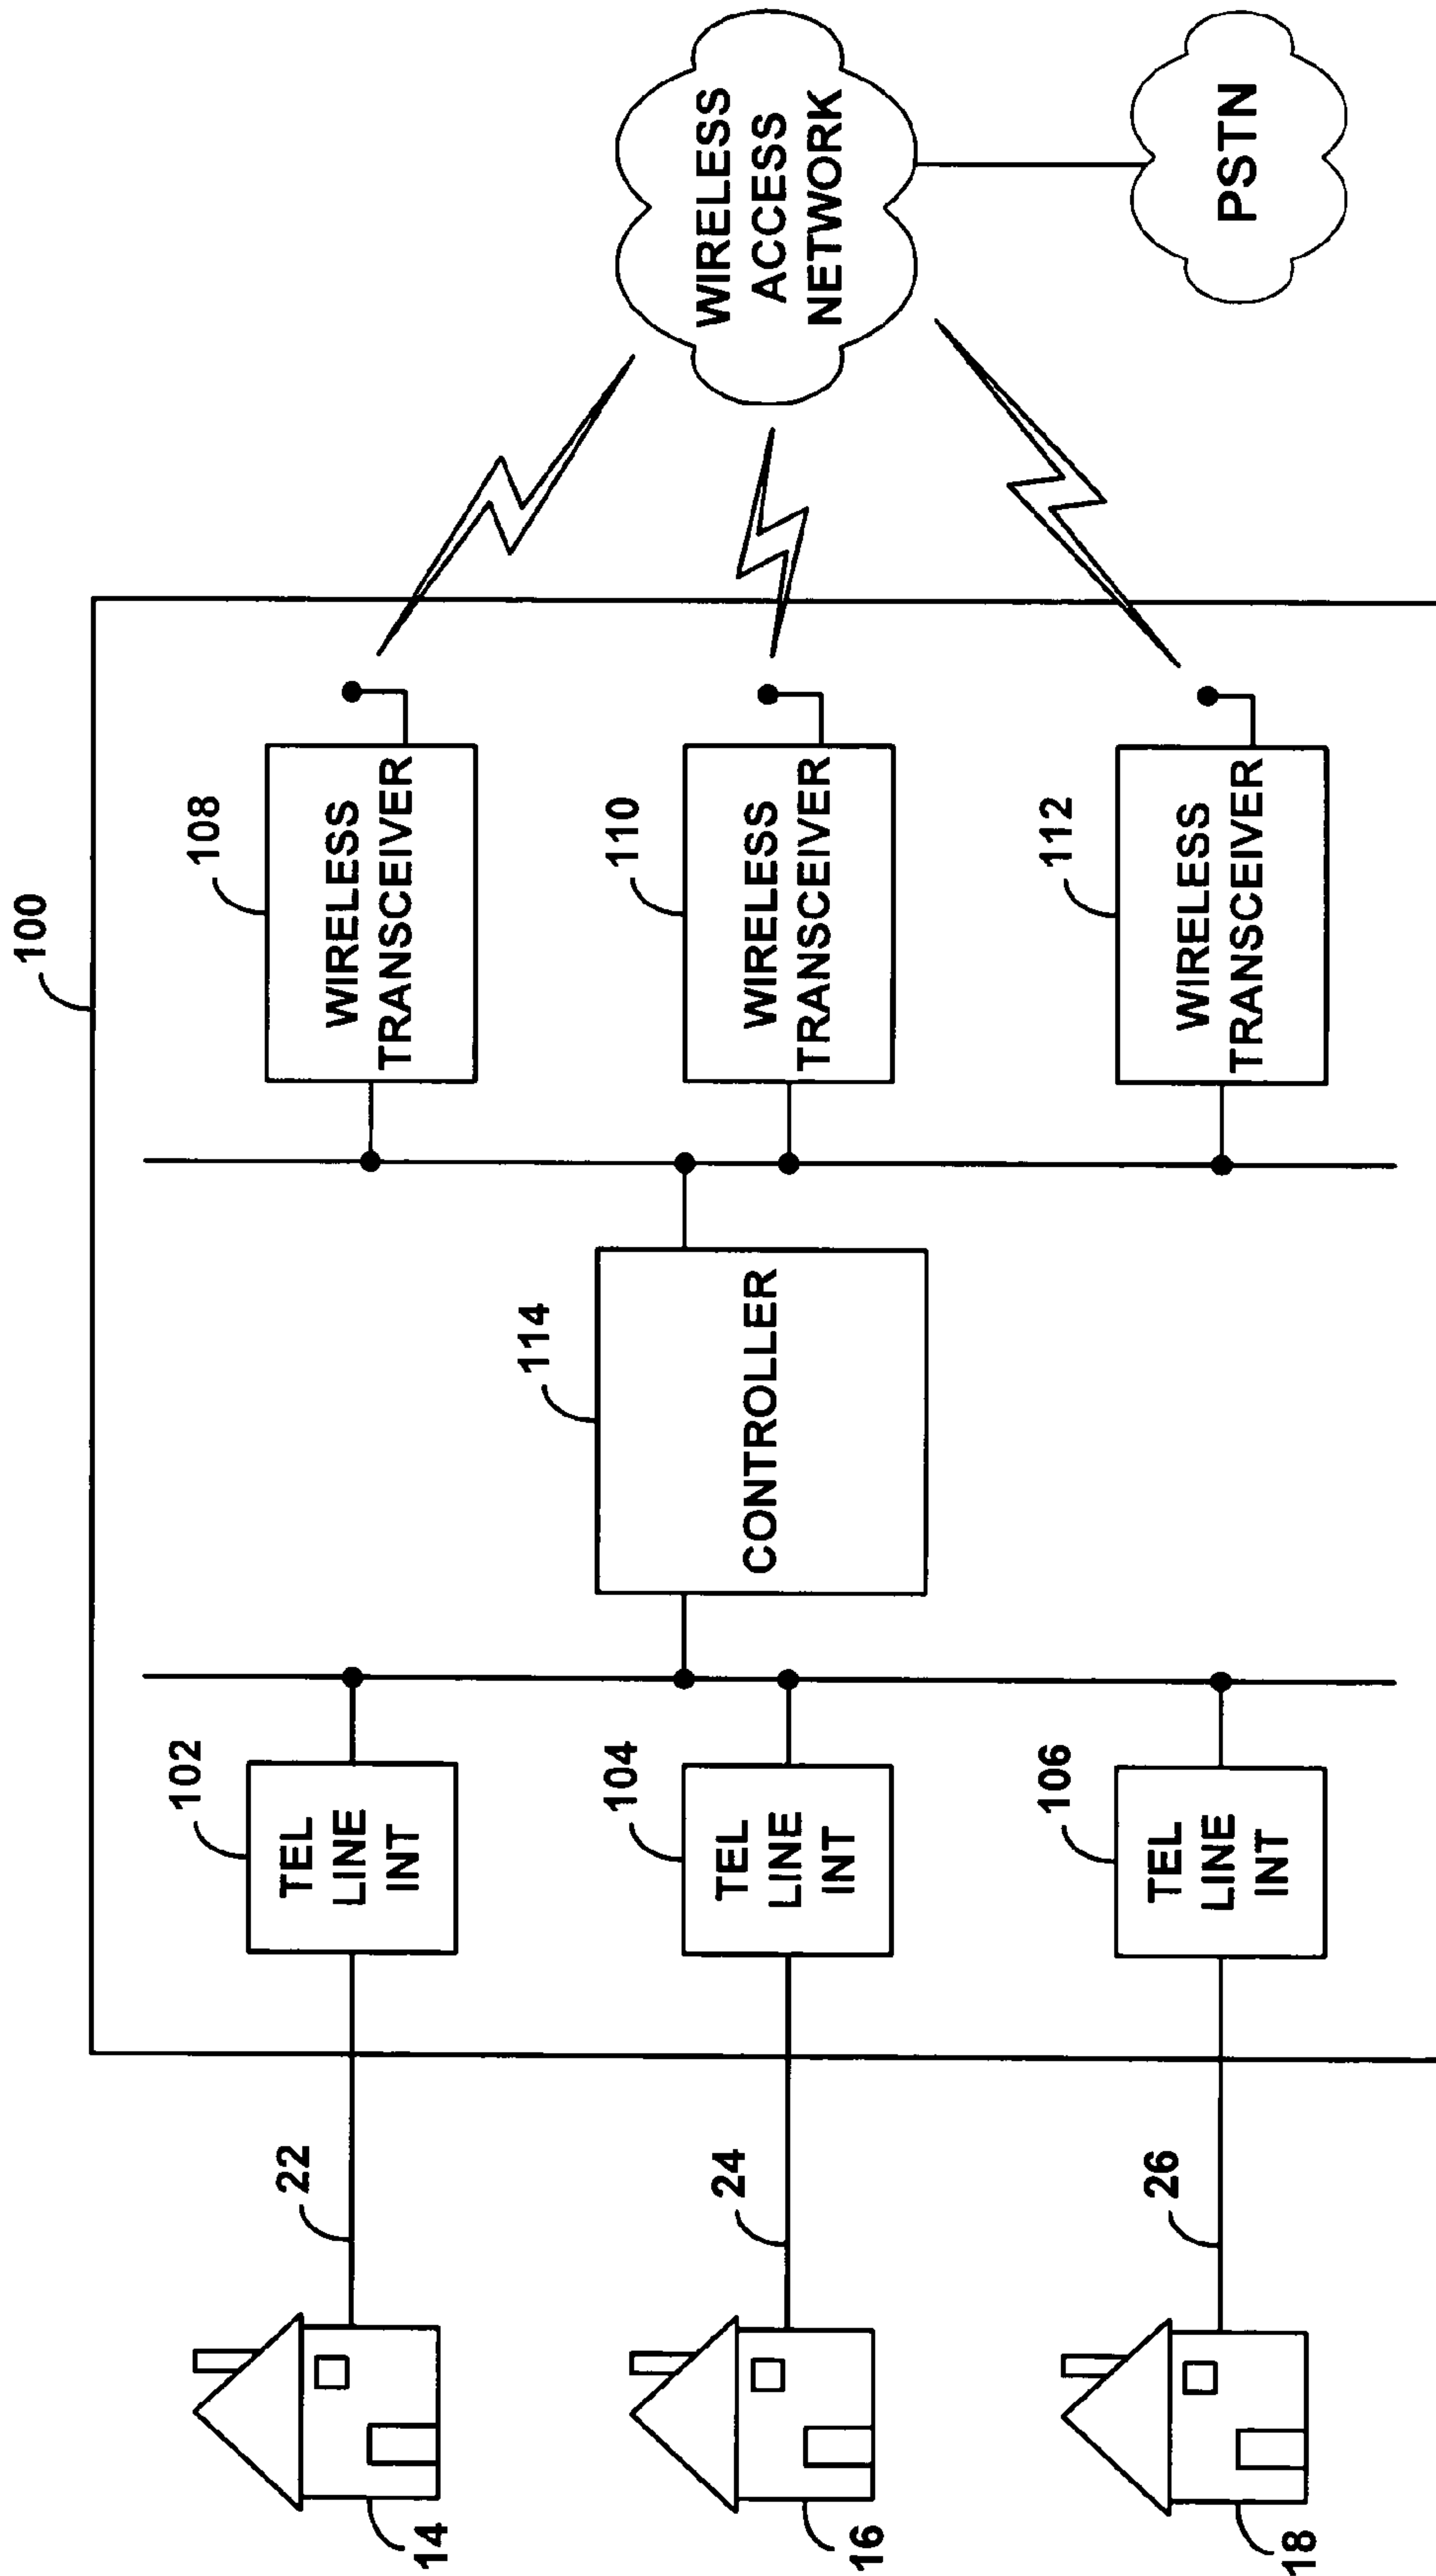 100
108
WIRELESS
TRANSCEIVER
110
WIRELESS
TRANSCEIVER
112
WIRELESS
TRANSCEIVER
WIRELESS
ACCESS
NETWORK
PSTN
114
CONTROLLER
102
TEL
LINE
INT
104
TEL
LINE
INT
106
TEL
LINE
INT
22
24
26
14
16
18